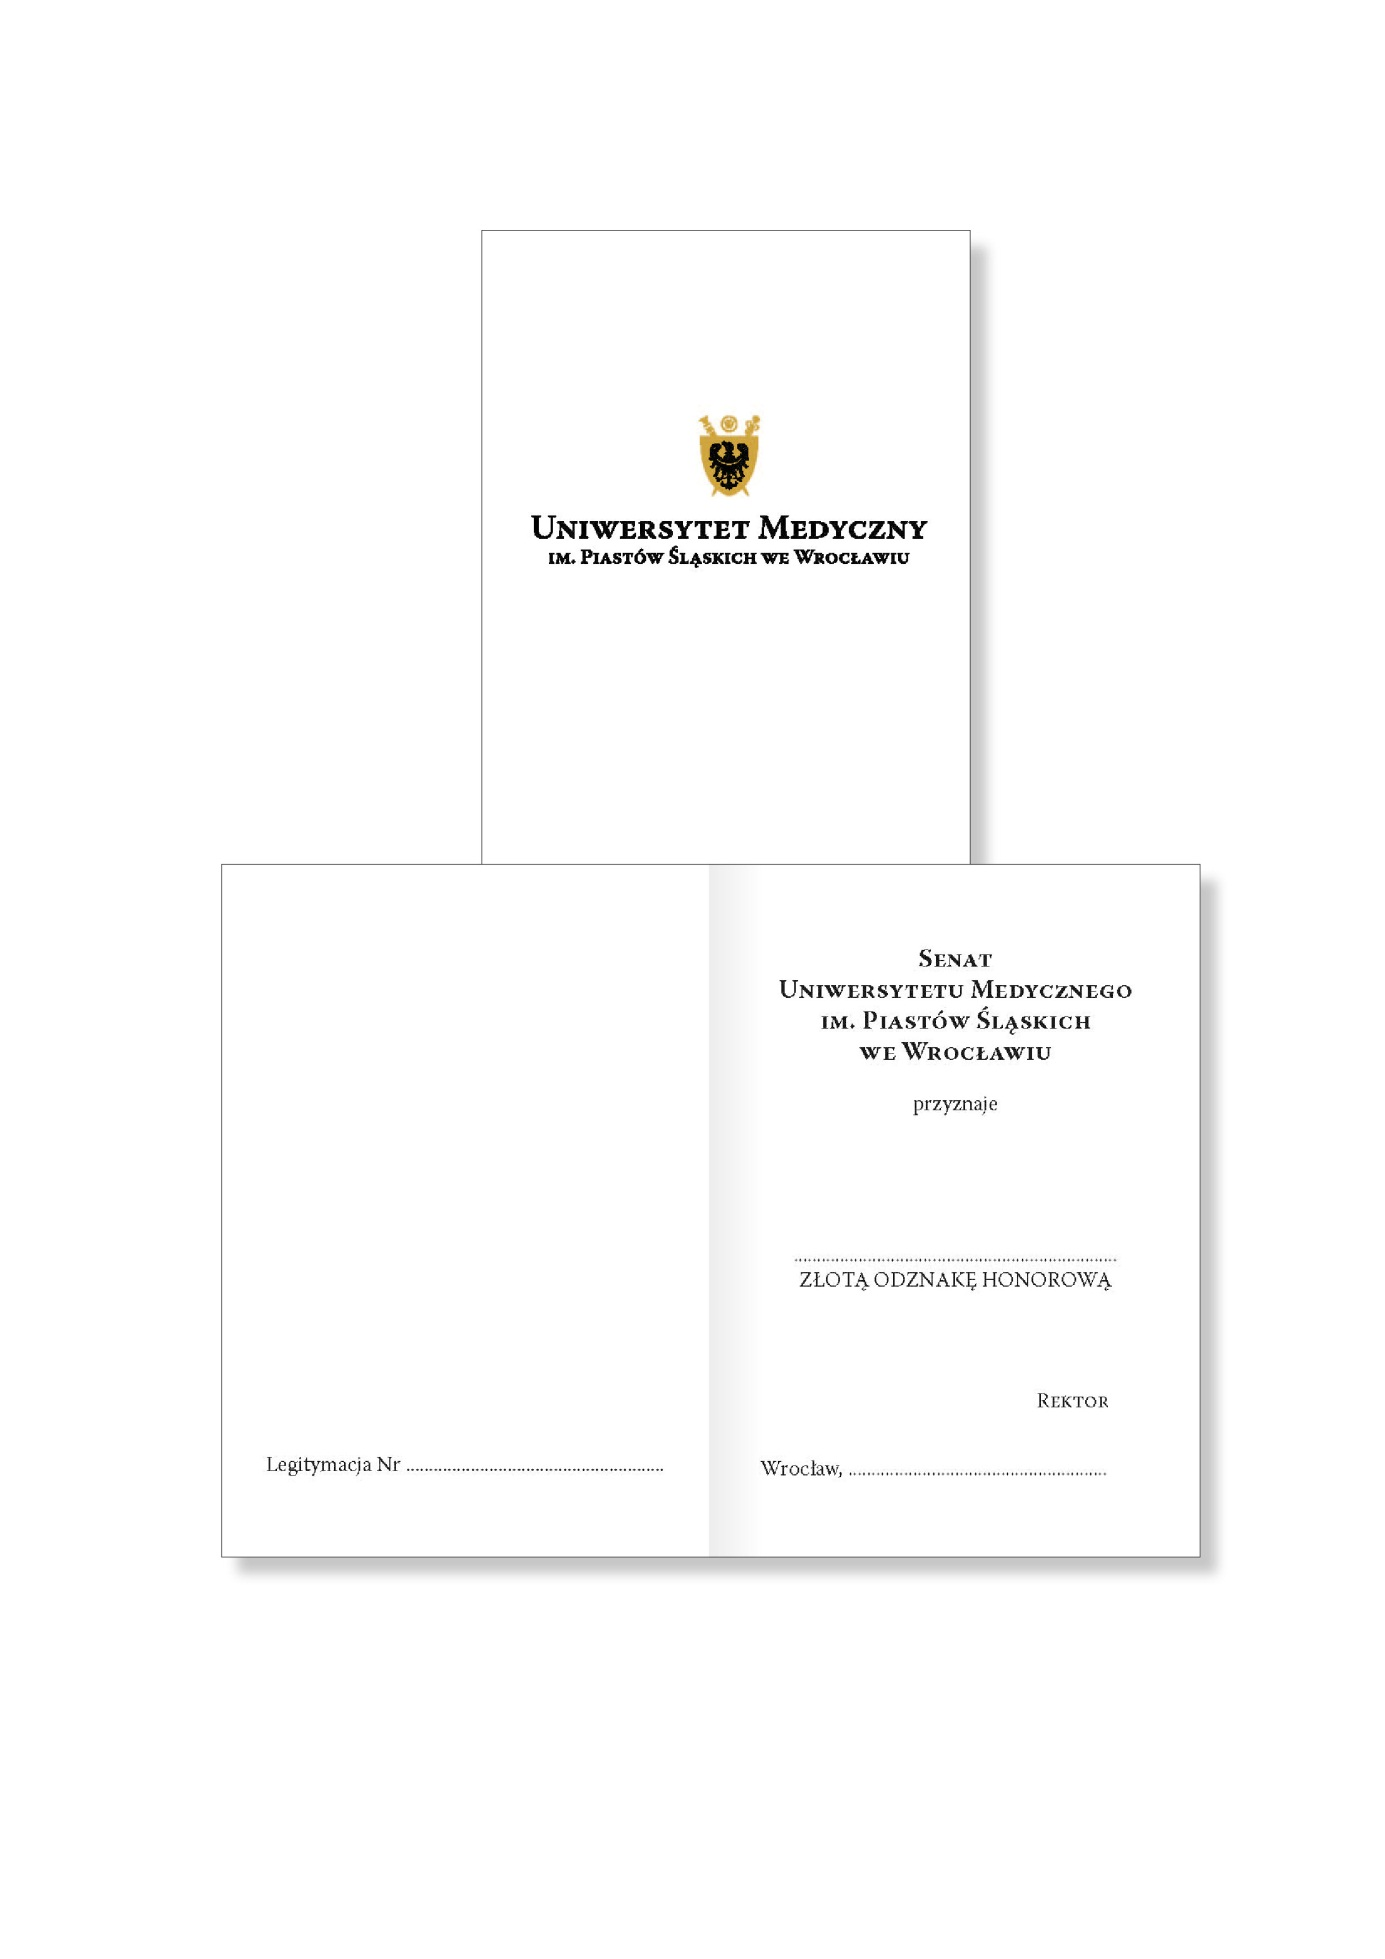 Uniwersytet Medyczny
im. Piastów Śląskich we Wrocławiu
Senat
Uniwersytetu Medycznego
im. Piastów Śląskich
we Wrocławiu
przyznaje
................................................................
ZŁOTĄ ODZNAKĘ HONOROWĄ
Rektor
Legitymacja Nr ........................................................
Wrocław, ........................................................